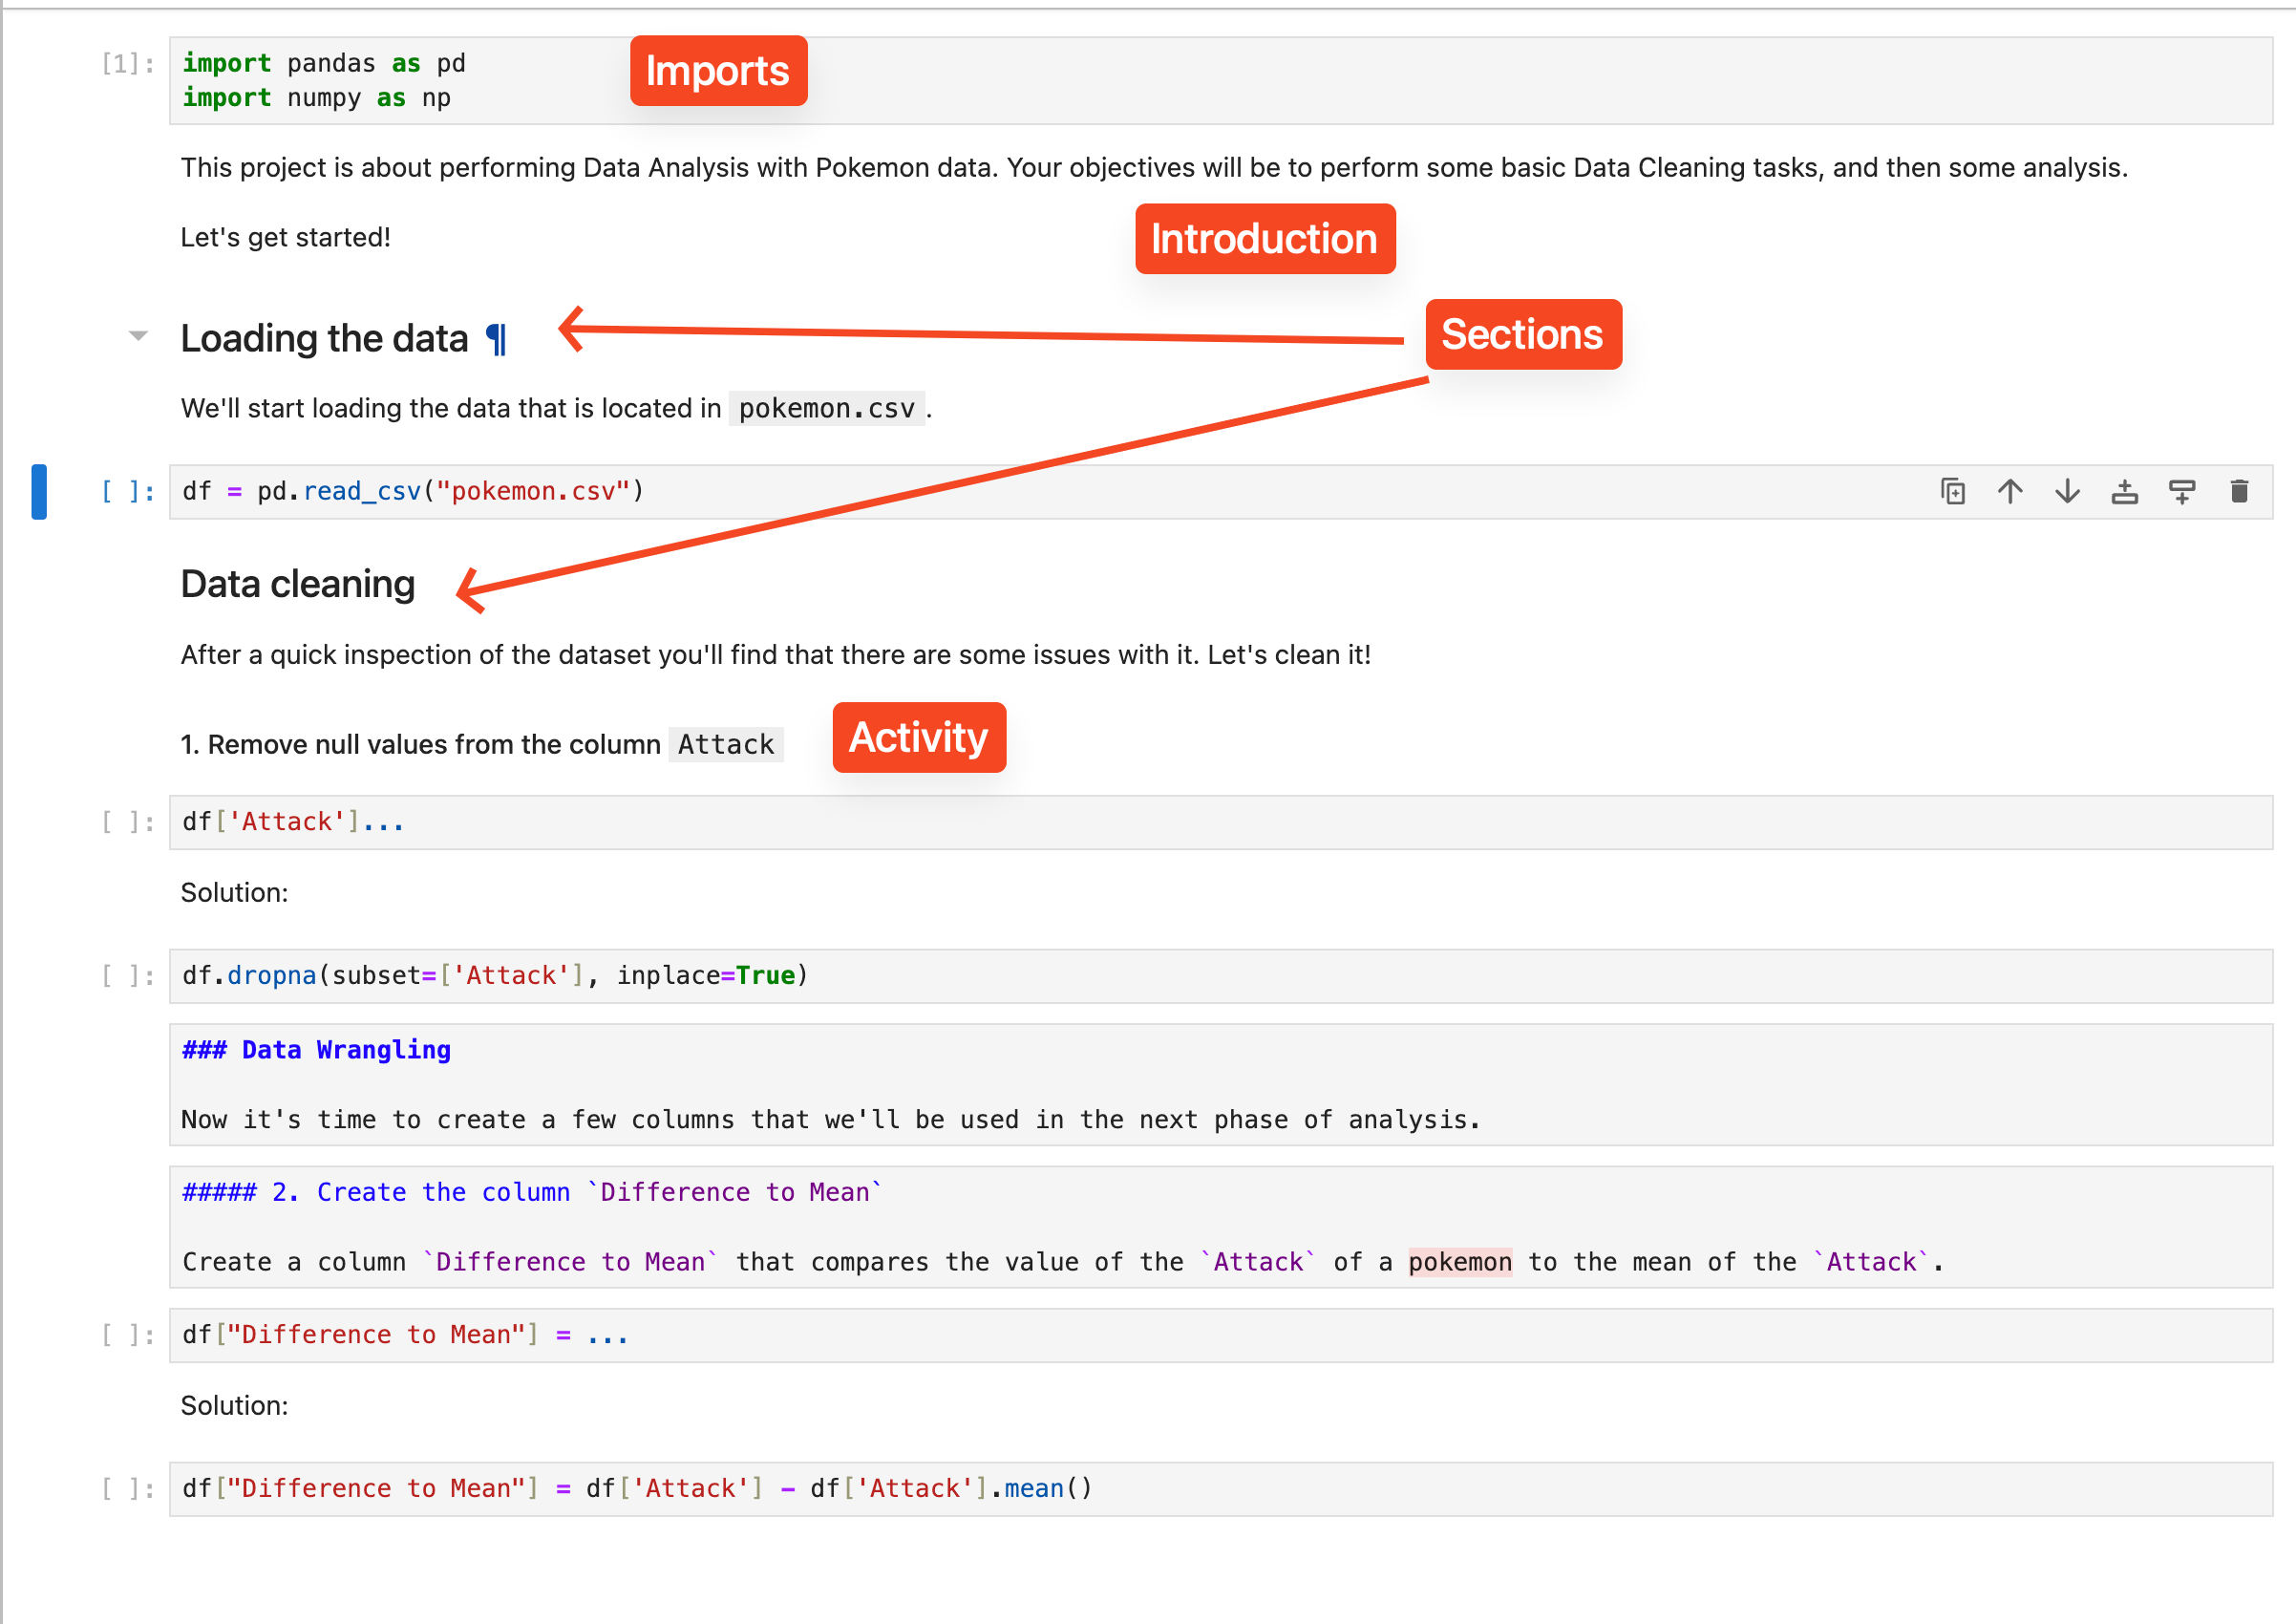 [1]: import pandas as pd
import numpy as np
Imports
This project is about performing Data Analysis with Pokemon data. Your objectives will be to perform some basic Data Cleaning tasks, and then some analysis.
Introduction
Let's get started!
Sections
Loading the data ¶
We'll start loading the data that is located in pokemon.csv.
[ ]: df = pd.read_csv("pokemon.csv")
Data cleaning
After a quick inspection of the dataset you'll find that there are some issues with it. Let's clean it!
Activity
1. Remove null values from the column Attack
[ ]: df['Attack']...
Solution:
[ ]: df.dropna(subset=['Attack'], inplace=True)
### Data Wrangling
Now it's time to create a few columns that we'll be used in the next phase of analysis.
##### 2. Create the column `Difference to Mean`
Create a column `Difference to Mean` that compares the value of the `Attack` of a pokemon to the mean of the `Attack`.
[ ]: df["Difference to Mean"] = ...
Solution:
[ ]: df["Difference to Mean"] = df['Attack'] - df['Attack'].mean()